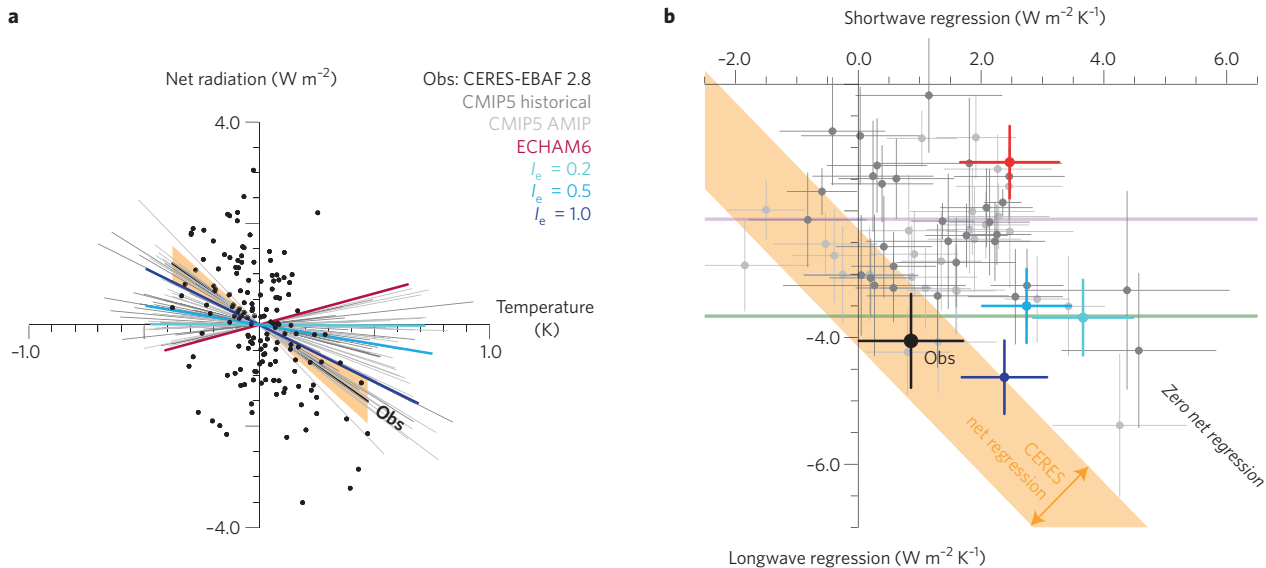 a
Net radiation (W m⁻²)
Obs: CERES-EBAF 2.8
CMIP5 historical
CMIP5 AMIP
ECHAM6
Iₑ = 0.2
Iₑ = 0.5
Iₑ = 1.0
4.0
Temperature
(K)
–1.0
1.0
Obs
–4.0
b
Shortwave regression (W m⁻² K⁻¹)
–2.0
0.0
2.0
4.0
6.0
–4.0
Obs
–6.0
CERES
net regression
Zero net regression
Longwave regression (W m⁻² K⁻¹)